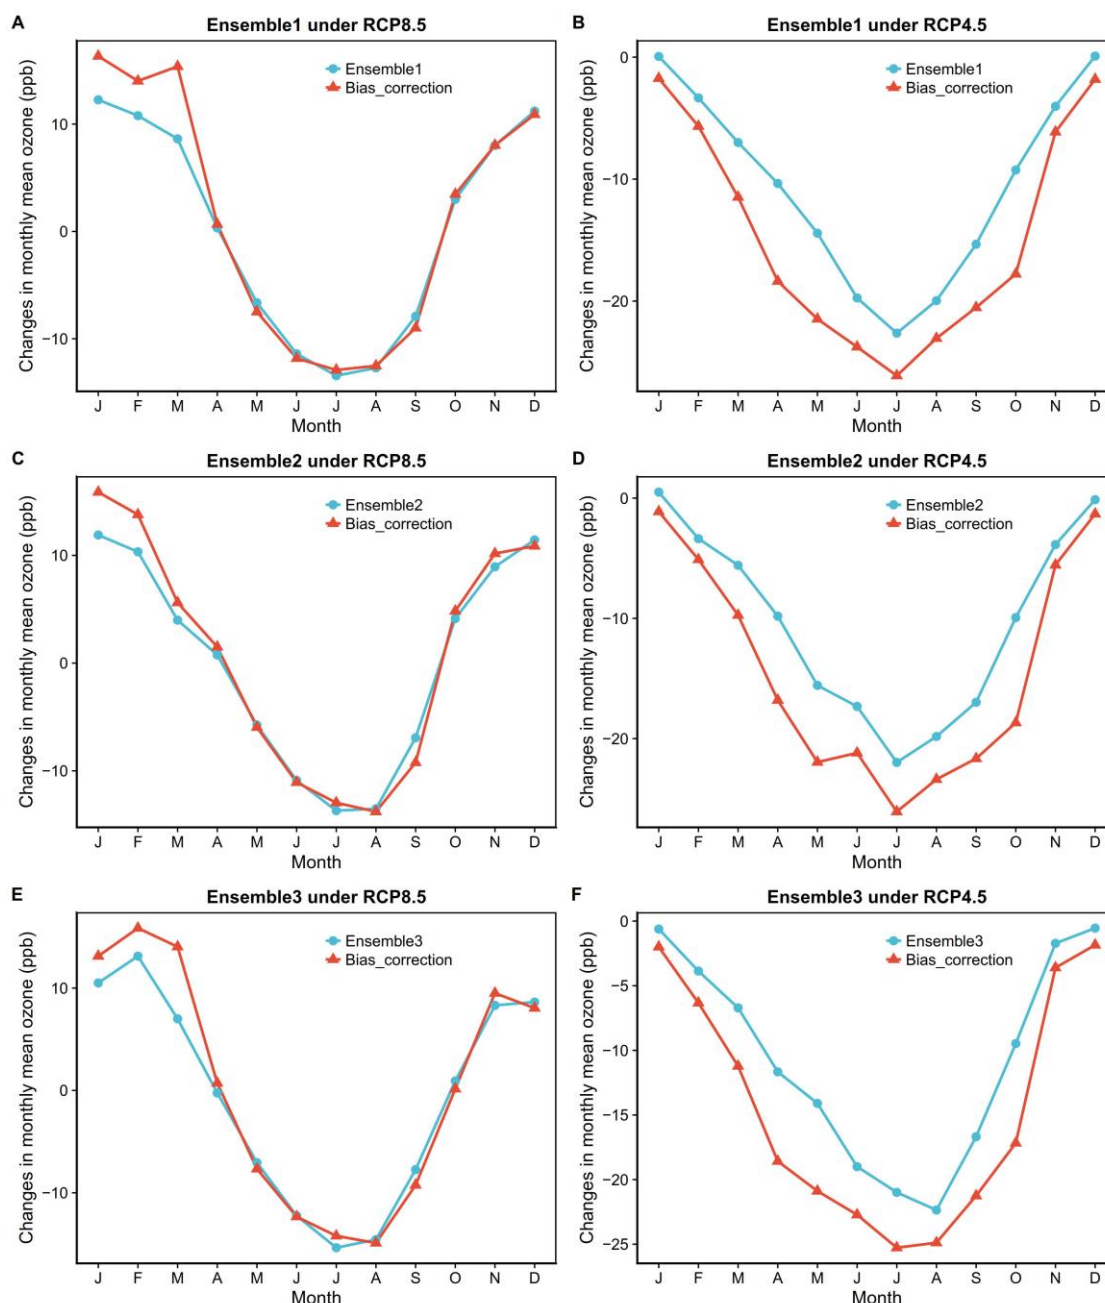 A
Ensemble1 under RCP8.5
Changes in monthly mean ozone (ppb)
10
0
−10
Ensemble1
Bias_correction
J F M A M J J A S O N D
Month
B
Ensemble1 under RCP4.5
Changes in monthly mean ozone (ppb)
0
−10
−20
Ensemble1
Bias_correction
J F M A M J J A S O N D
Month
C
Ensemble2 under RCP8.5
Changes in monthly mean ozone (ppb)
10
0
−10
Ensemble2
Bias_correction
J F M A M J J A S O N D
Month
D
Ensemble2 under RCP4.5
Changes in monthly mean ozone (ppb)
0
−10
−20
Ensemble2
Bias_correction
J F M A M J J A S O N D
Month
E
Ensemble3 under RCP8.5
Changes in monthly mean ozone (ppb)
10
0
−10
Ensemble3
Bias_correction
J F M A M J J A S O N D
Month
F
Ensemble3 under RCP4.5
Changes in monthly mean ozone (ppb)
0
−5
−10
−15
−20
−25
Ensemble3
Bias_correction
J F M A M J J A S O N D
Month